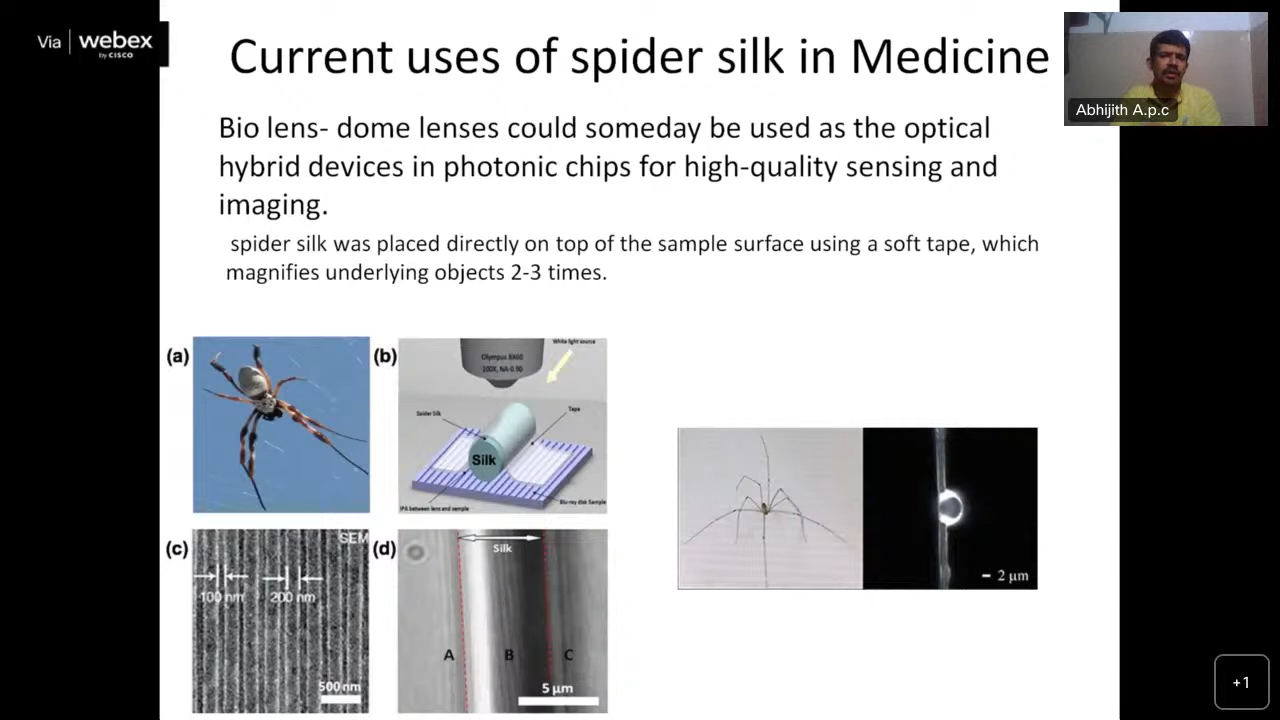 Via | webex
by CISCO
Current uses of spider silk in Medicine
Abhijith A.p.c
Bio lens- dome lenses could someday be used as the optical
hybrid devices in photonic chips for high-quality sensing and
imaging.
spider silk was placed directly on top of the sample surface using a soft tape, which
magnifies underlying objects 2-3 times.
(a)
(b)
White light source
Olympus BX60
100X, NA-0.90
Spider Silk
Tape
Silk
IPA between lens and sample
Blu-ray disk Sample
(c)
SEM
100 nm
200 nm
500 nm
(d)
Silk
A B C
5 µm
2 µm
+1